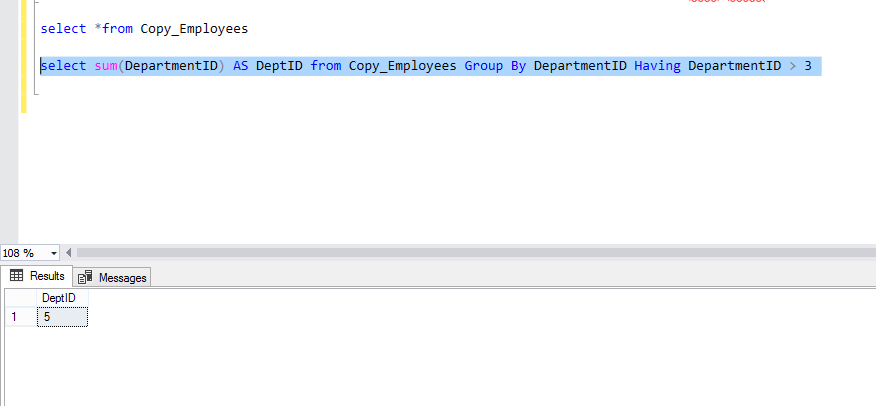 select *from Copy_Employees
select sum(DepartmentID) AS DeptID from Copy_Employees Group By DepartmentID Having DepartmentID > 3
108 %
Results Messages
DeptID
1 5